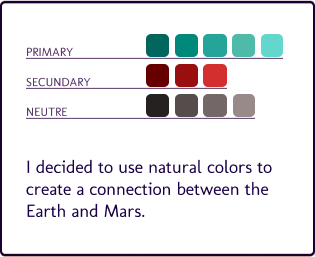 PRIMARY
SECUNDARY
NEUTRE
I decided to use natural colors to
create a connection between the
Earth and Mars.